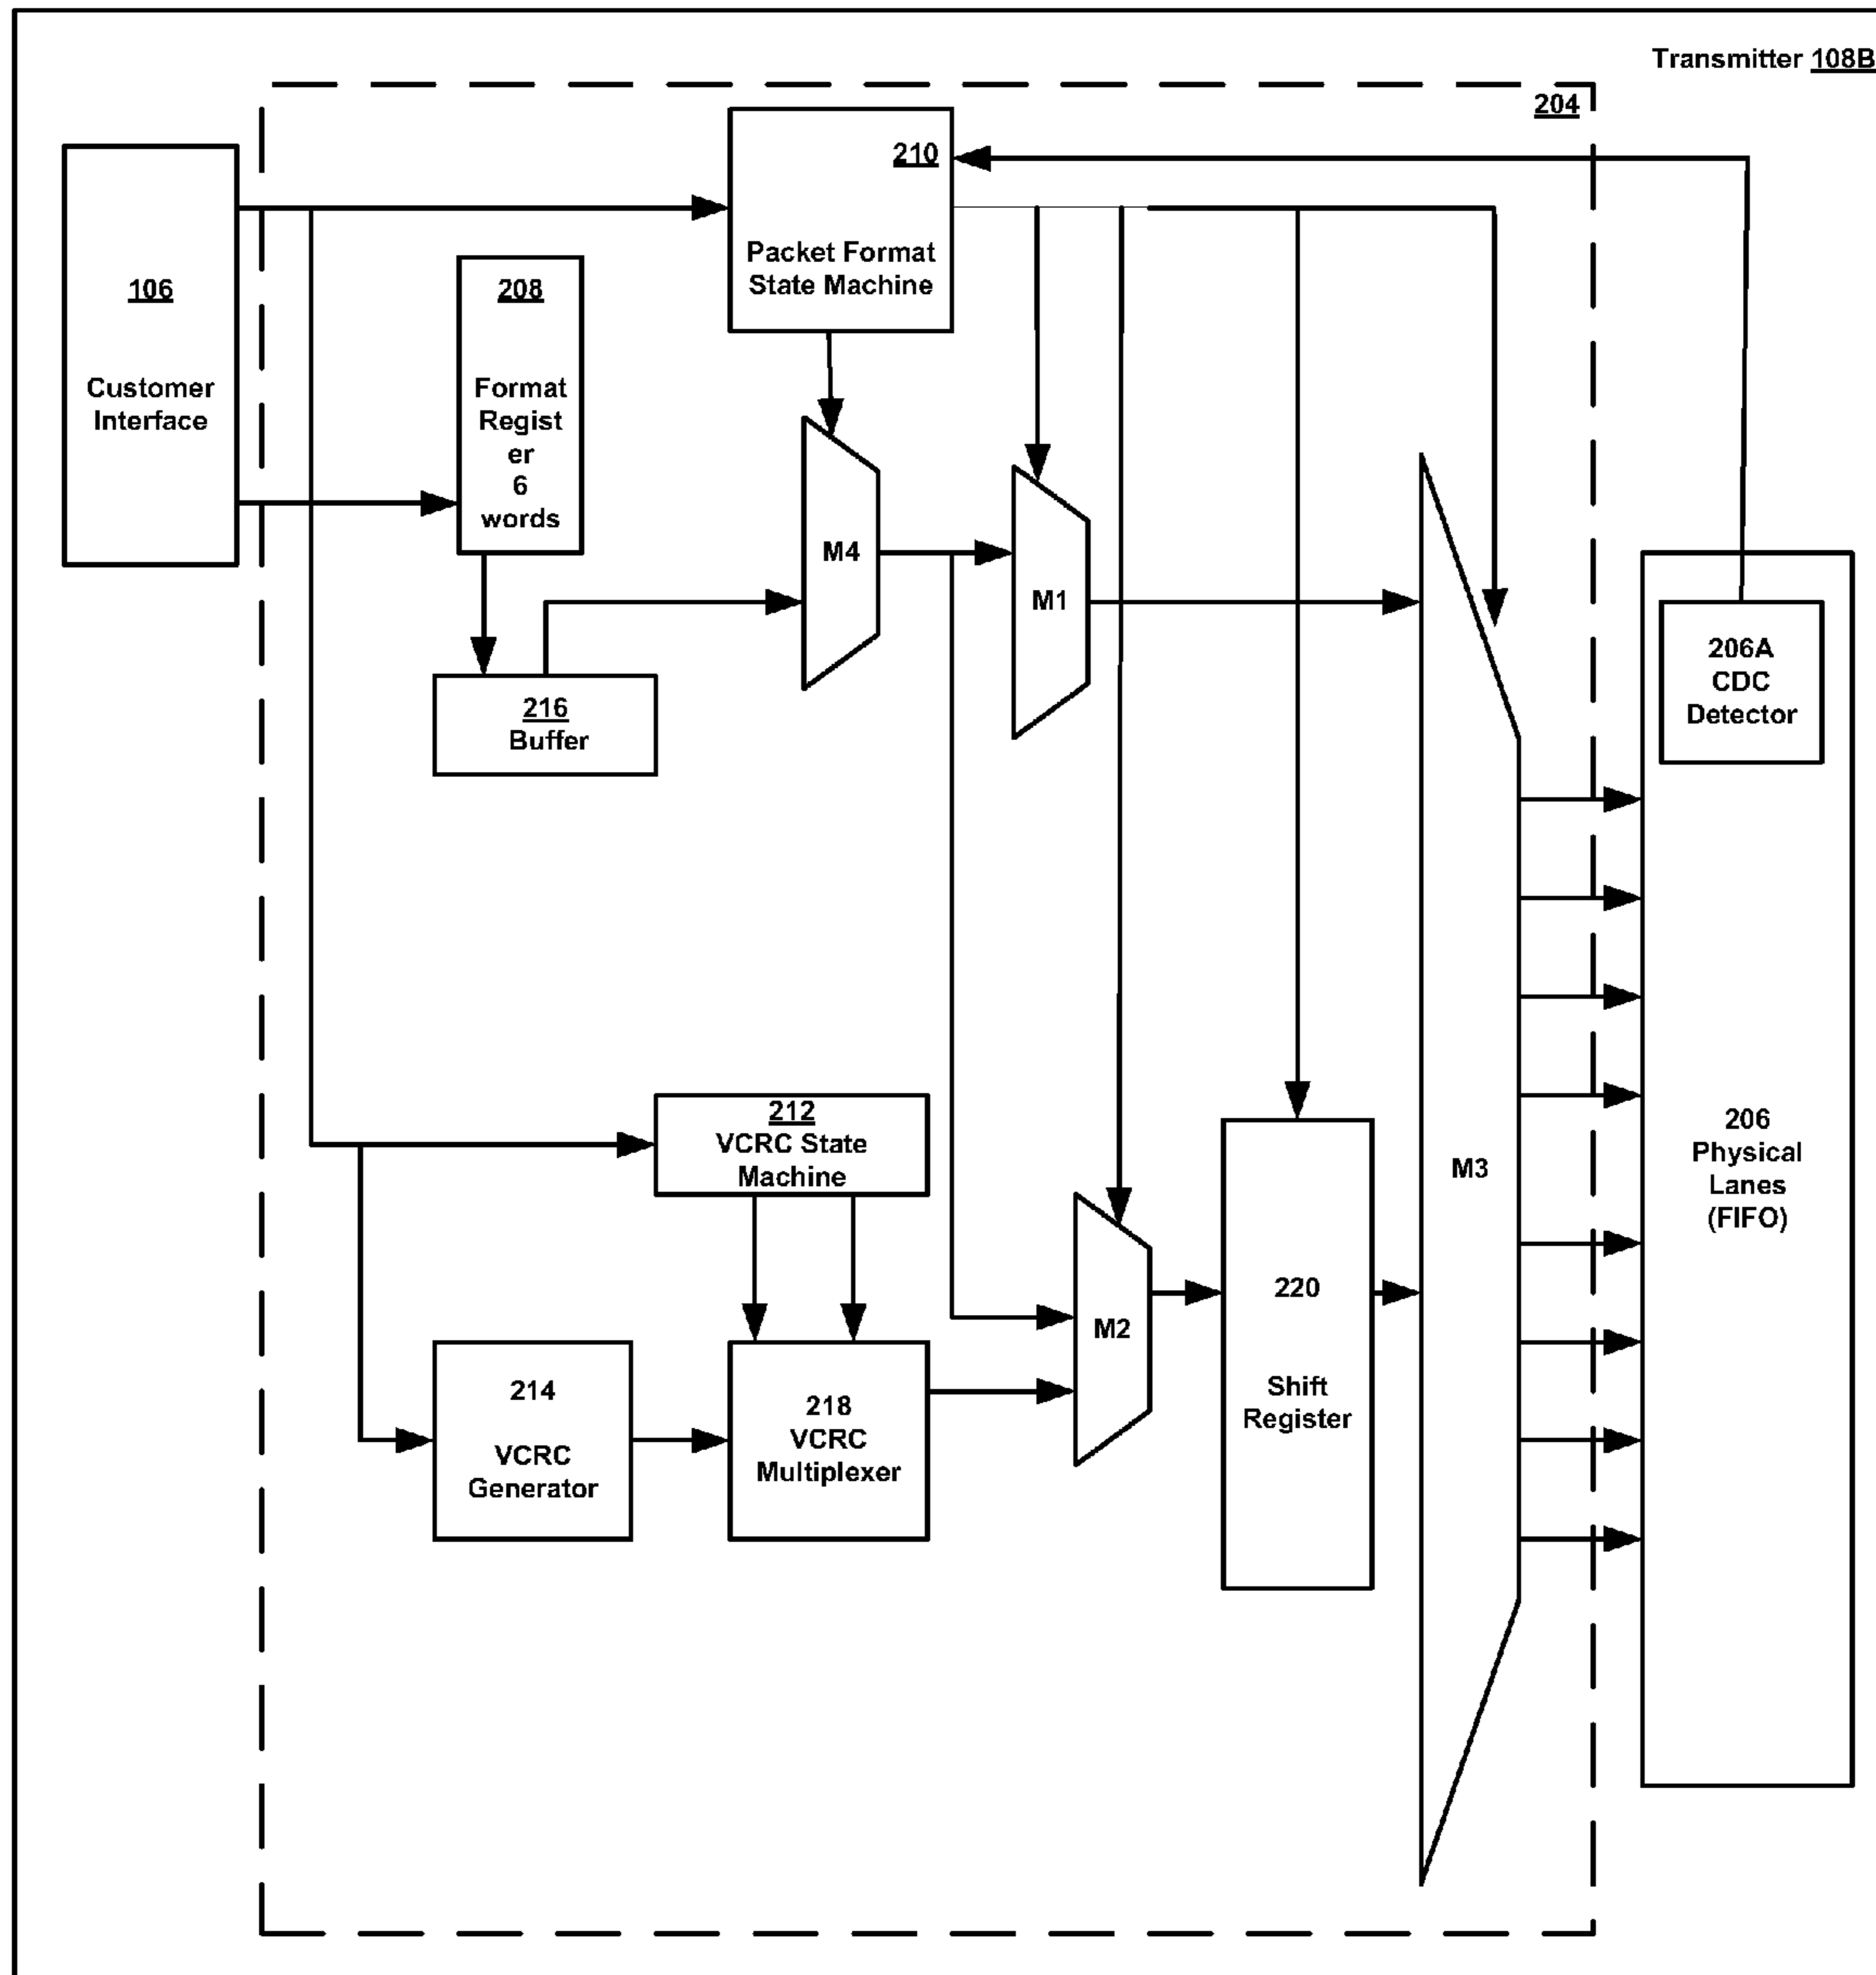 Transmitter 108B
204
210
Packet Format
State Machine
106
Customer
Interface
208
Format
Regist
er
6
words
M4
M1
216
Buffer
206A
CDC
Detector
212
VCRC State
Machine
206
Physical
Lanes
(FIFO)
M3
220
Shift
Register
M2
214
VCRC
Generator
218
VCRC
Multiplexer